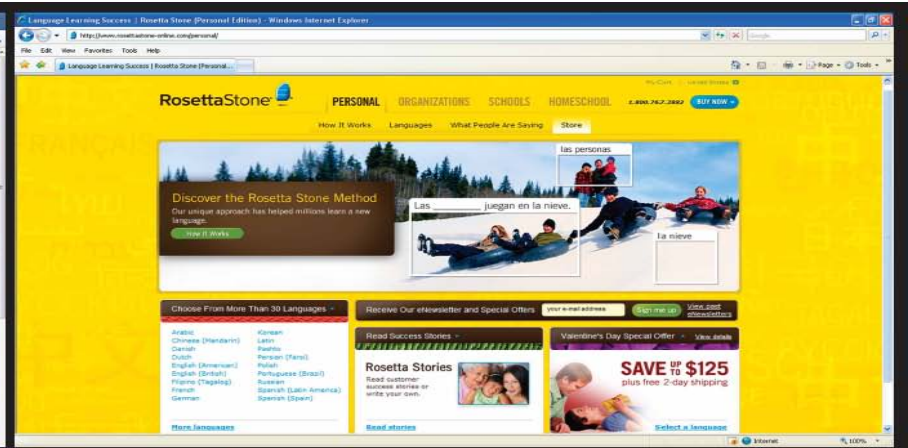 Language Learning Success | Rosetta Stone (Personal Edition) - Windows Internet Explorer
http://www.rosettastone-online.com/personal/
Google
File Edit View Favorites Tools Help
Language Learning Success | Rosetta Stone (Personal...
Page Tools
My Cart
RosettaStone
PERSONAL ORGANIZATIONS SCHOOLS HOMESCHOOL 1.800.767.3882 BUY NOW
How It Works Languages What People Are Saying Store
FRANÇAIS
las personas
Discover the Rosetta Stone Method
Our unique approach has helped millions learn a new
language.
How It Works
Las ________ juegan en la nieve.
la nieve
Choose From More Than 30 Languages
Receive Our eNewsletter and Special Offers your e-mail address Sign me up View past
eNewsletters
Arabic
Chinese (Mandarin)
Danish
Dutch
English (American)
English (British)
Filipino (Tagalog)
French
German
Korean
Latin
Pashto
Persian (Farsi)
Polish
Portuguese (Brazil)
Russian
Spanish (Latin America)
Spanish (Spain)
More languages
Read Success Stories
Rosetta Stories
Read customer
success stories or
write your own.
Read stories
Valentine's Day Special Offer View details
SAVE UP TO $125
plus free 2-day shipping
Select a language
Internet 100%